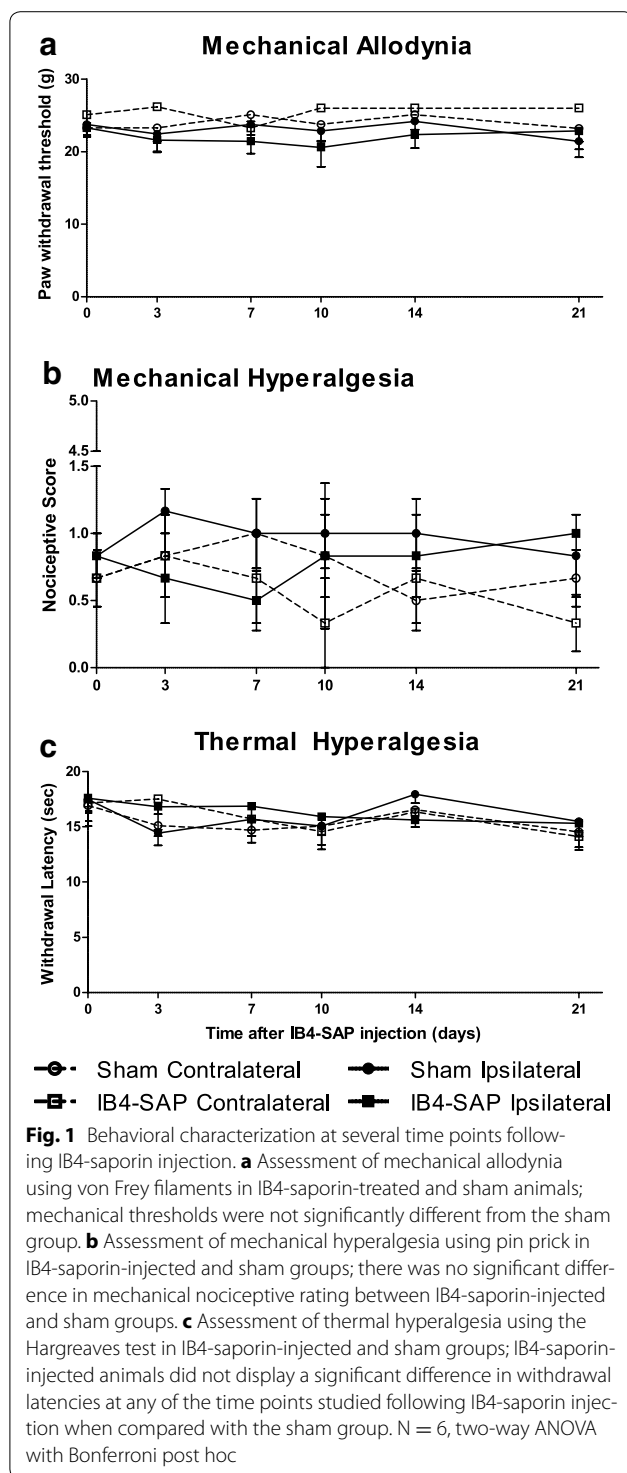 a Mechanical Allodynia
Paw withdrawal threshold (g)
30
20
10
0
0 3 7 10 14 21
b Mechanical Hyperalgesia
Nociceptive Score
5.0
4.5
1.5
1.0
0.5
0.0
0 3 7 10 14 21
c Thermal Hyperalgesia
Withdrawal Latency (sec)
20
15
10
5
0
0 3 7 10 14 21
Time after IB4-SAP injection (days)
Sham Contralateral Sham Ipsilateral
IB4-SAP Contralateral IB4-SAP Ipsilateral
Fig. 1 Behavioral characterization at several time points follow-
ing IB4-saporin injection. a Assessment of mechanical allodynia
using von Frey filaments in IB4-saporin-treated and sham animals;
mechanical thresholds were not significantly different from the sham
group. b Assessment of mechanical hyperalgesia using pin prick in
IB4-saporin-injected and sham groups; there was no significant differ-
ence in mechanical nociceptive rating between IB4-saporin-injected
and sham groups. c Assessment of thermal hyperalgesia using the
Hargreaves test in IB4-saporin-injected and sham groups; IB4-saporin-
injected animals did not display a significant difference in withdrawal
latencies at any of the time points studied following IB4-saporin injec-
tion when compared with the sham group. N = 6, two-way ANOVA
with Bonferroni post hoc